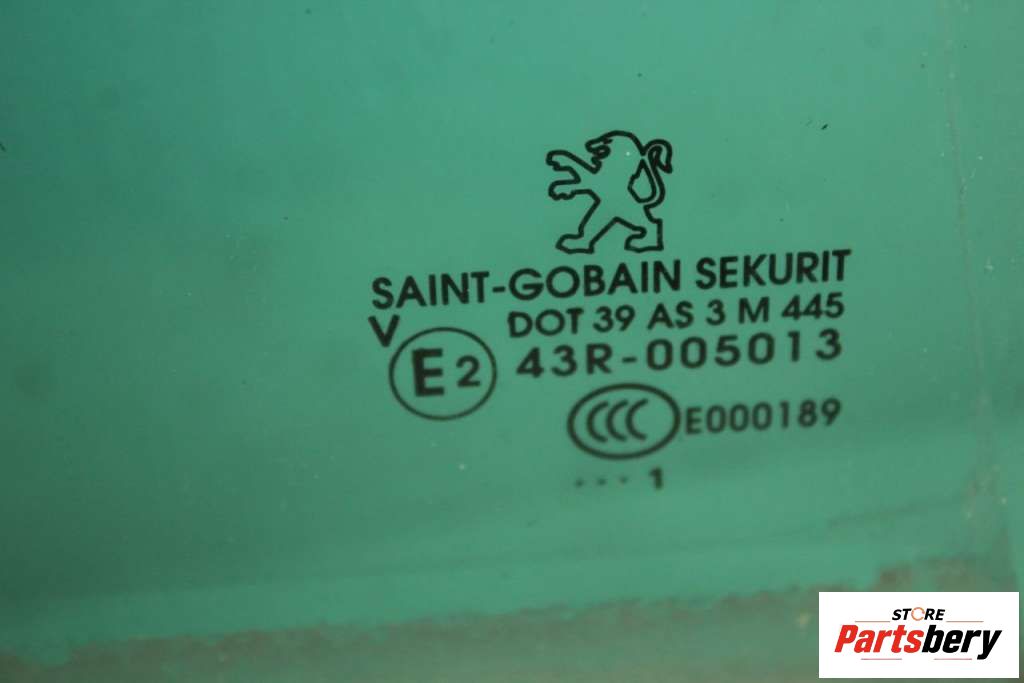 SAINT-GOBAIN SEKURIT
V DOT 39 AS 3 M 445
E2 43R-005013
CCC E000189
... 1
STORE
Partsbery